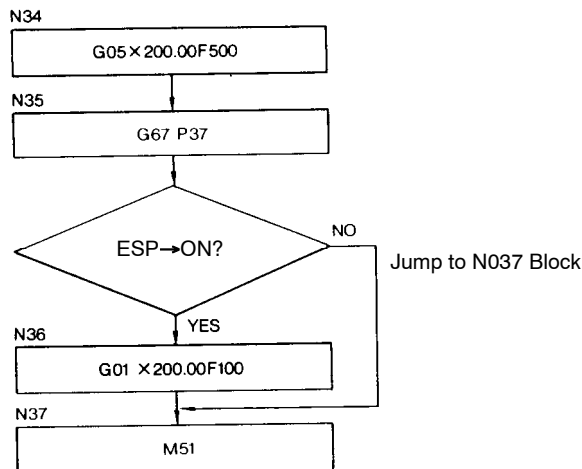 N34
G05×200.00F500
N35
G67 P37
ESP→ON?
NO
Jump to N037 Block
YES
N36
G01 ×200.00F100
N37
M51